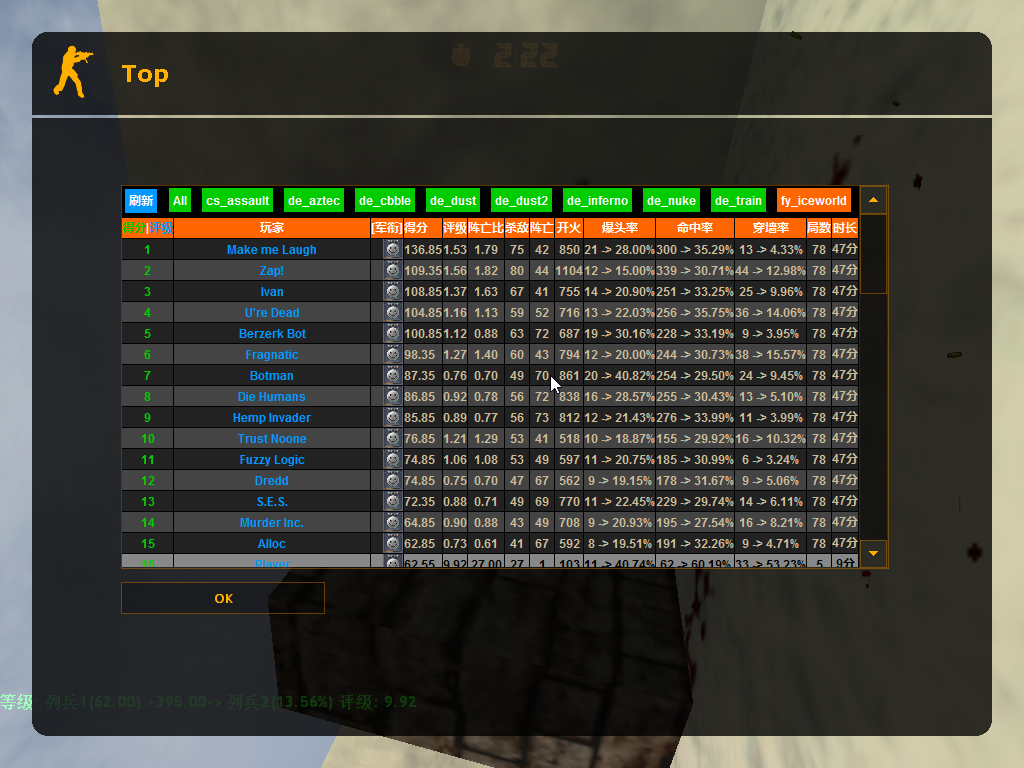 2:22
Top
刷新 All cs_assault de_aztec de_cbble de_dust de_dust2 de_inferno de_nuke de_train fy_iceworld
得分|评级 玩家 [军衔] 得分 评级 阵亡比 杀敌 阵亡 开火 爆头率 命中率 穿墙率 局数 时长
1 Make me Laugh 136.85 1.53 1.79 75 42 850 21 -> 28.00% 300 -> 35.29% 13 -> 4.33% 78 47分
2 Zap! 109.35 1.56 1.82 80 44 1104 12 -> 15.00% 339 -> 30.71% 44 -> 12.98% 78 47分
3 Ivan 108.85 1.37 1.63 67 41 755 14 -> 20.90% 251 -> 33.25% 25 -> 9.96% 78 47分
4 U're Dead 104.85 1.16 1.13 59 52 716 13 -> 22.03% 256 -> 35.75% 36 -> 14.06% 78 47分
5 Berzerk Bot 100.85 1.12 0.88 63 72 687 19 -> 30.16% 228 -> 33.19% 9 -> 3.95% 78 47分
6 Fragnatic 98.35 1.27 1.40 60 43 794 12 -> 20.00% 244 -> 30.73% 38 -> 15.57% 78 47分
7 Botman 87.35 0.76 0.70 49 70 861 20 -> 40.82% 254 -> 29.50% 24 -> 9.45% 78 47分
8 Die Humans 86.85 0.92 0.78 56 72 838 16 -> 28.57% 255 -> 30.43% 13 -> 5.10% 78 47分
9 Hemp Invader 85.85 0.89 0.77 56 73 812 12 -> 21.43% 276 -> 33.99% 11 -> 3.99% 78 47分
10 Trust Noone 76.85 1.21 1.29 53 41 518 10 -> 18.87% 155 -> 29.92% 16 -> 10.32% 78 47分
11 Fuzzy Logic 74.85 1.06 1.08 53 49 597 11 -> 20.75% 185 -> 30.99% 6 -> 3.24% 78 47分
12 Dredd 74.85 0.75 0.70 47 67 562 9 -> 19.15% 178 -> 31.67% 9 -> 5.06% 78 47分
13 S.E.S. 72.35 0.88 0.71 49 69 770 11 -> 22.45% 229 -> 29.74% 14 -> 6.11% 78 47分
14 Murder Inc. 64.85 0.90 0.88 43 49 708 9 -> 20.93% 195 -> 27.54% 16 -> 8.21% 78 47分
15 Alloc 62.85 0.73 0.61 41 67 592 8 -> 19.51% 191 -> 32.26% 9 -> 4.71% 78 47分
16 Player 62.55 9.92 27.00 27 1 103 11 -> 40.74% 62 -> 60.19% 33 -> 53.23% 5 9分
OK
等级: 列兵1(62.00) +395.00-> 列兵2(13.56%) 评级: 9.92